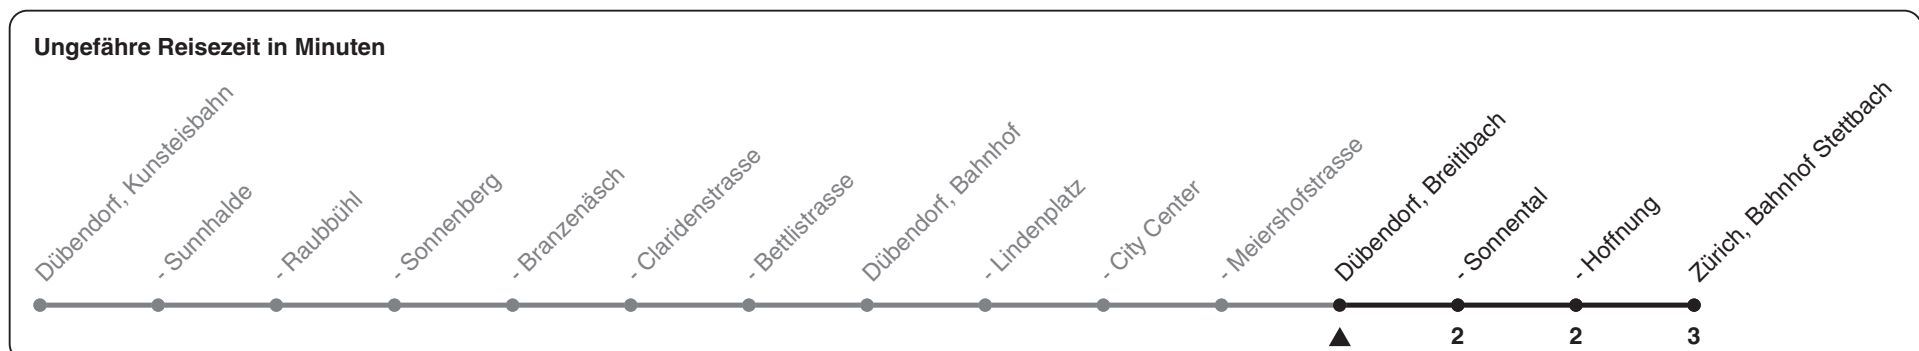 Ungefähre Reisezeit in Minuten
Dübendorf, Kunsteisbahn
- Sunnhalde
- Raubbühl
- Sonnenberg
- Branzenäsch
- Claridenstrasse
- Bettlistrasse
Dübendorf, Bahnhof
- Lindenplatz
- City Center
- Meiershofstrasse
Dübendorf, Breitibach
- Sonnental
- Hoffnung
Zürich, Bahnhof Stettbach
2 2 3